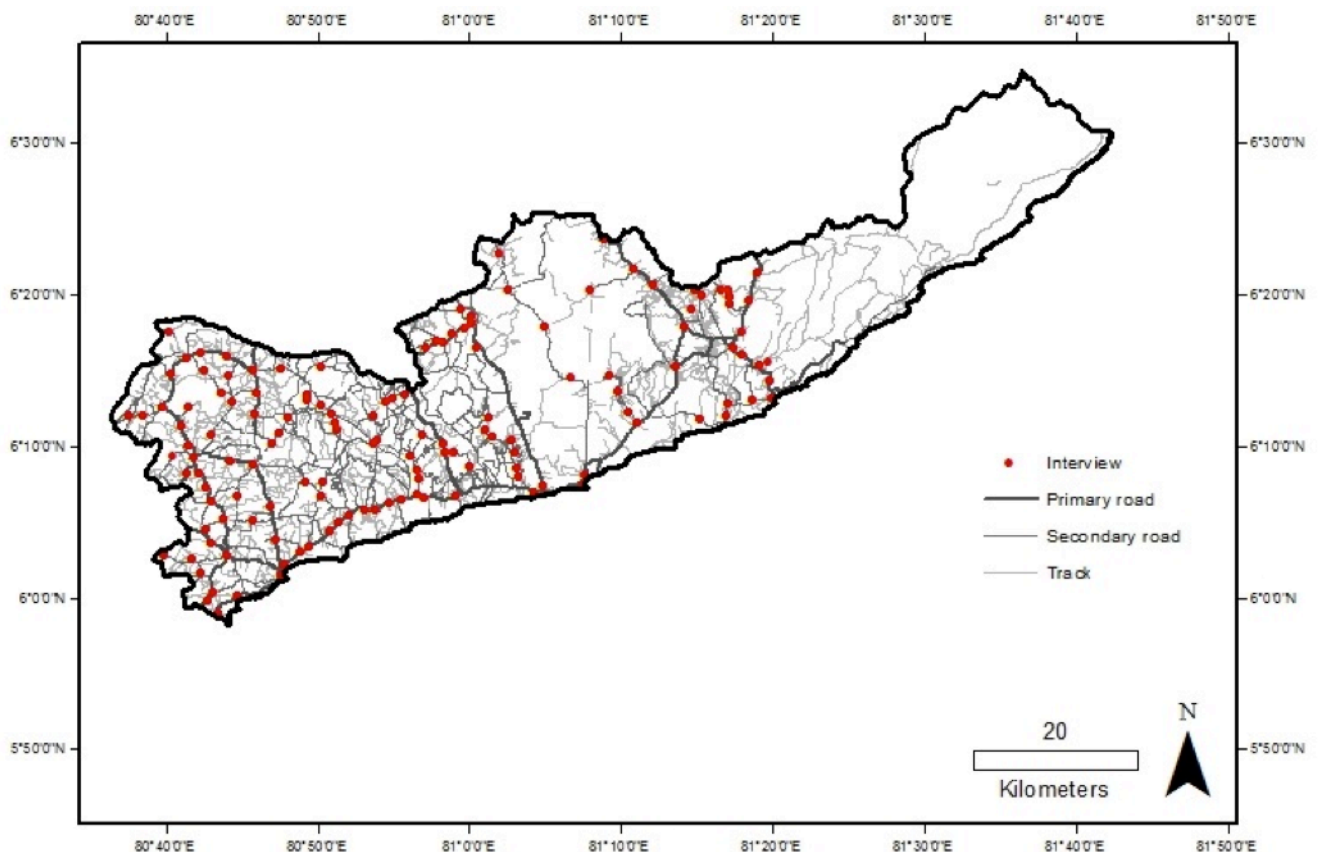 80°40'0"E 80°50'0"E 81°0'0"E 81°10'0"E 81°20'0"E 81°30'0"E 81°40'0"E 81°50'0"E
6°30'0"N 6°30'0"N
6°20'0"N 6°20'0"N
6°10'0"N 6°10'0"N
Interview
Primary road
Secondary road
Track
6°0'0"N 6°0'0"N
N
20
5°50'0"N 5°50'0"N
Kilometers
80°40'0"E 80°50'0"E 81°0'0"E 81°10'0"E 81°20'0"E 81°30'0"E 81°40'0"E 81°50'0"E